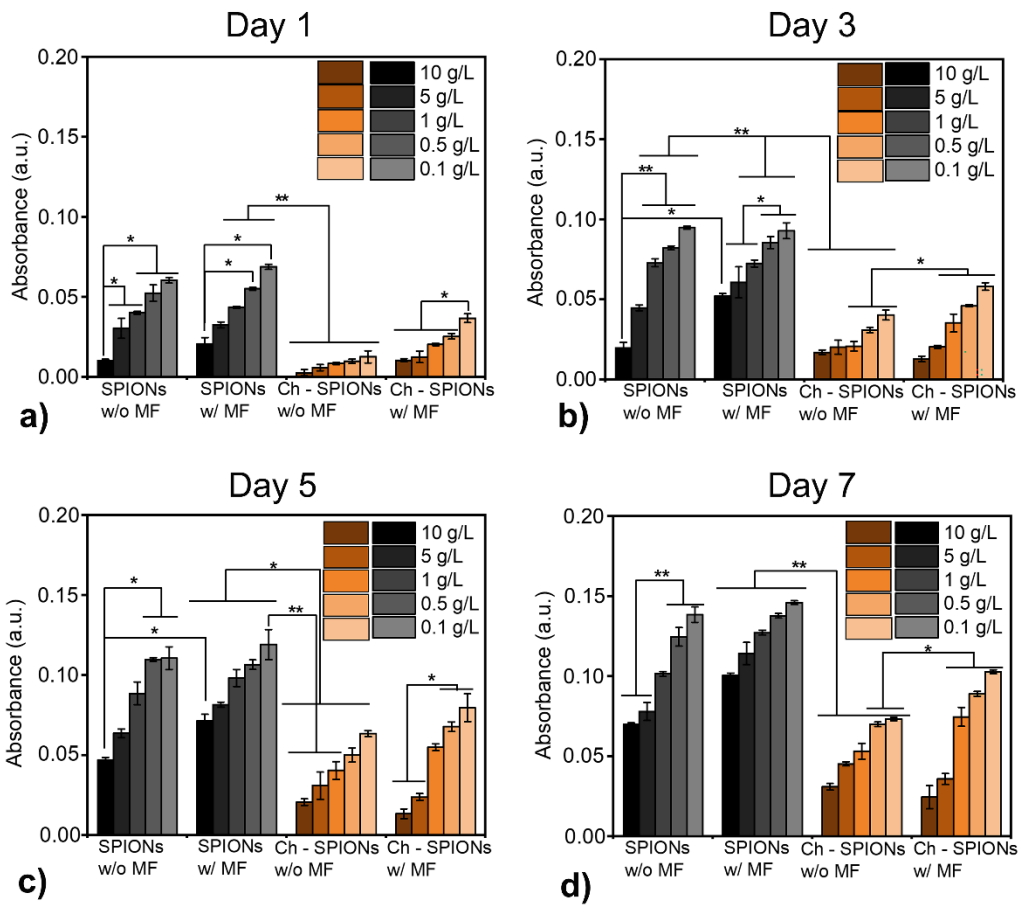 Day 1
0.20
0.15
0.10
0.05
0.00
Absorbance (a.u.)
10 g/L
5 g/L
1 g/L
0.5 g/L
0.1 g/L
*
*
*
*
**
*
SPIONs
w/o MF
SPIONs
w/ MF
Ch - SPIONs
w/o MF
Ch - SPIONs
w/ MF
a)
Day 3
0.20
0.15
0.10
0.05
0.00
Absorbance (a.u.)
10 g/L
5 g/L
1 g/L
0.5 g/L
0.1 g/L
**
**
*
*
*
SPIONs
w/o MF
SPIONs
w/ MF
Ch - SPIONs
w/o MF
Ch - SPIONs
w/ MF
b)
Day 5
0.20
0.15
0.10
0.05
0.00
Absorbance (a.u.)
10 g/L
5 g/L
1 g/L
0.5 g/L
0.1 g/L
*
*
*
**
*
SPIONs
w/o MF
SPIONs
w/ MF
Ch - SPIONs
w/o MF
Ch - SPIONs
w/ MF
c)
Day 7
0.20
0.15
0.10
0.05
0.00
Absorbance (a.u.)
10 g/L
5 g/L
1 g/L
0.5 g/L
0.1 g/L
**
**
*
SPIONs
w/o MF
SPIONs
w/ MF
Ch - SPIONs
w/o MF
Ch - SPIONs
w/ MF
d)